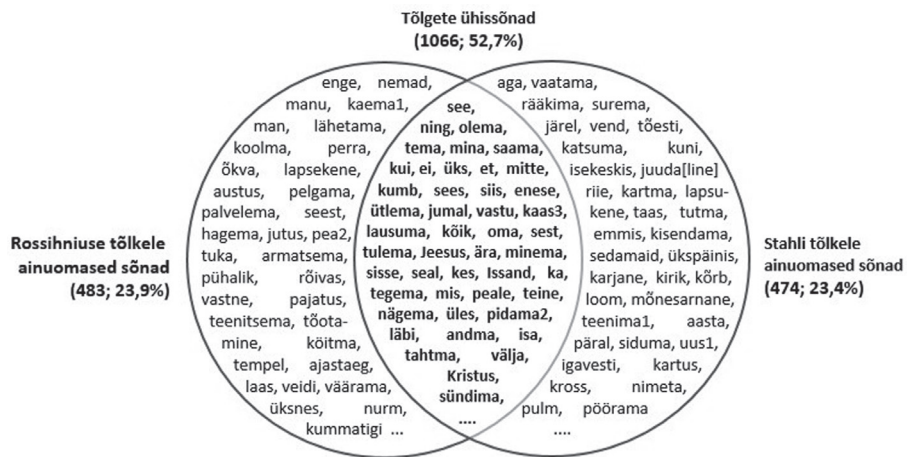 Tõlgete ühissõnad
(1066; 52,7%)
Rossihniuse tõlkele
ainuomased sõnad
(483; 23,9%)
enge, nemad,
manu, kaema1,
man, lähetama,
koolma, perra,
õkva, lapsekene,
austus, pelgama,
palvelema, seest,
hagema, jutus, pea2,
tuka, armatsema,
pühalik, rõivas,
vastne, pajatus,
teenitsema, tõota-
mine, köitma,
tempel, ajastaeg,
laas, veidi, väärama,
üksnes, nurm,
kummatigi ...
see,
ning, olema,
tema, mina, saama,
kui, ei, üks, et, mitte,
kumb, sees, siis, enese,
ütlema, jumal, vastu, kaas3,
lausuma, kõik, oma, sest,
tulema, Jeesus, ära, minema,
sisse, seal, kes, Issand, ka,
tegema, mis, peale, teine,
nägema, üles, pidama2,
läbi, andma, isa,
tahtma, välja,
Kristus,
sündima,
....
aga, vaatama,
rääkima, surema,
järel, vend, tõesti,
katsuma, kuni,
isekeskis, juuda[line]
riie, kartma, lapsu-
kene, taas, tutma,
emmis, kisendama,
sedamaid, ükspäinis,
karjane, kirik, kõrb,
loom, mõnesarnane,
teenima1, aasta,
päral, siduma, uus1,
igavesti, kartus,
kross, nimeta,
pulm, pöörama
....
Stahli tõlkele
ainuomased sõnad
(474; 23,4%)